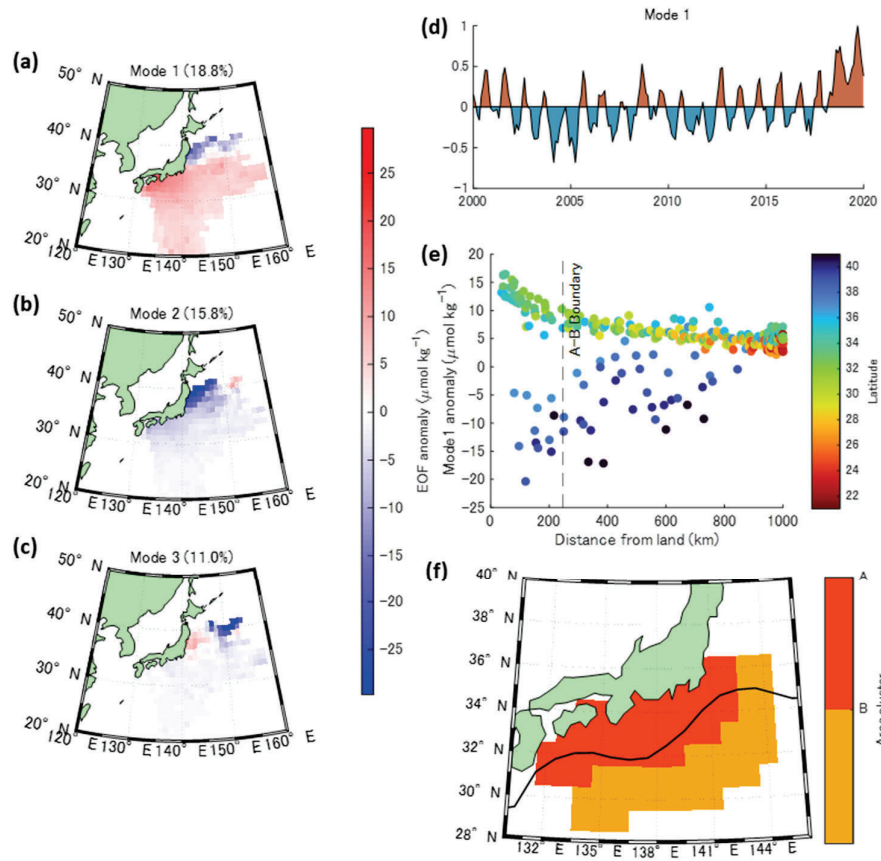 (a)
Mode 1 (18.8%)
50° N
40° N
30° N
20° N
120° E 130° E 140° E 150° E 160° E
(b)
Mode 2 (15.8%)
50° N
40° N
30° N
20° N
120° E 130° E 140° E 150° E 160° E
(c)
Mode 3 (11.0%)
50° N
40° N
30° N
20° N
120° E 130° E 140° E 150° E 160° E
25
20
15
10
5
0
-5
-10
-15
-20
-25
EOF anomaly (μmol kg⁻¹)
(d)
Mode 1
1
0.5
0
-0.5
-1
2000 2005 2010 2015 2020
(e)
20
15
10
5
0
-5
-10
-15
-20
-25
Mode1 anomaly (μmol kg⁻¹)
A-B Boundary
0 200 400 600 800 1000
Distance from land (km)
40
38
36
34
32
30
28
26
24
22
Latitude
(f)
40° N
38° N
36° N
34° N
32° N
30° N
28° N
132° E 135° E 138° E 141° E 144° E
A
B
Area cluster